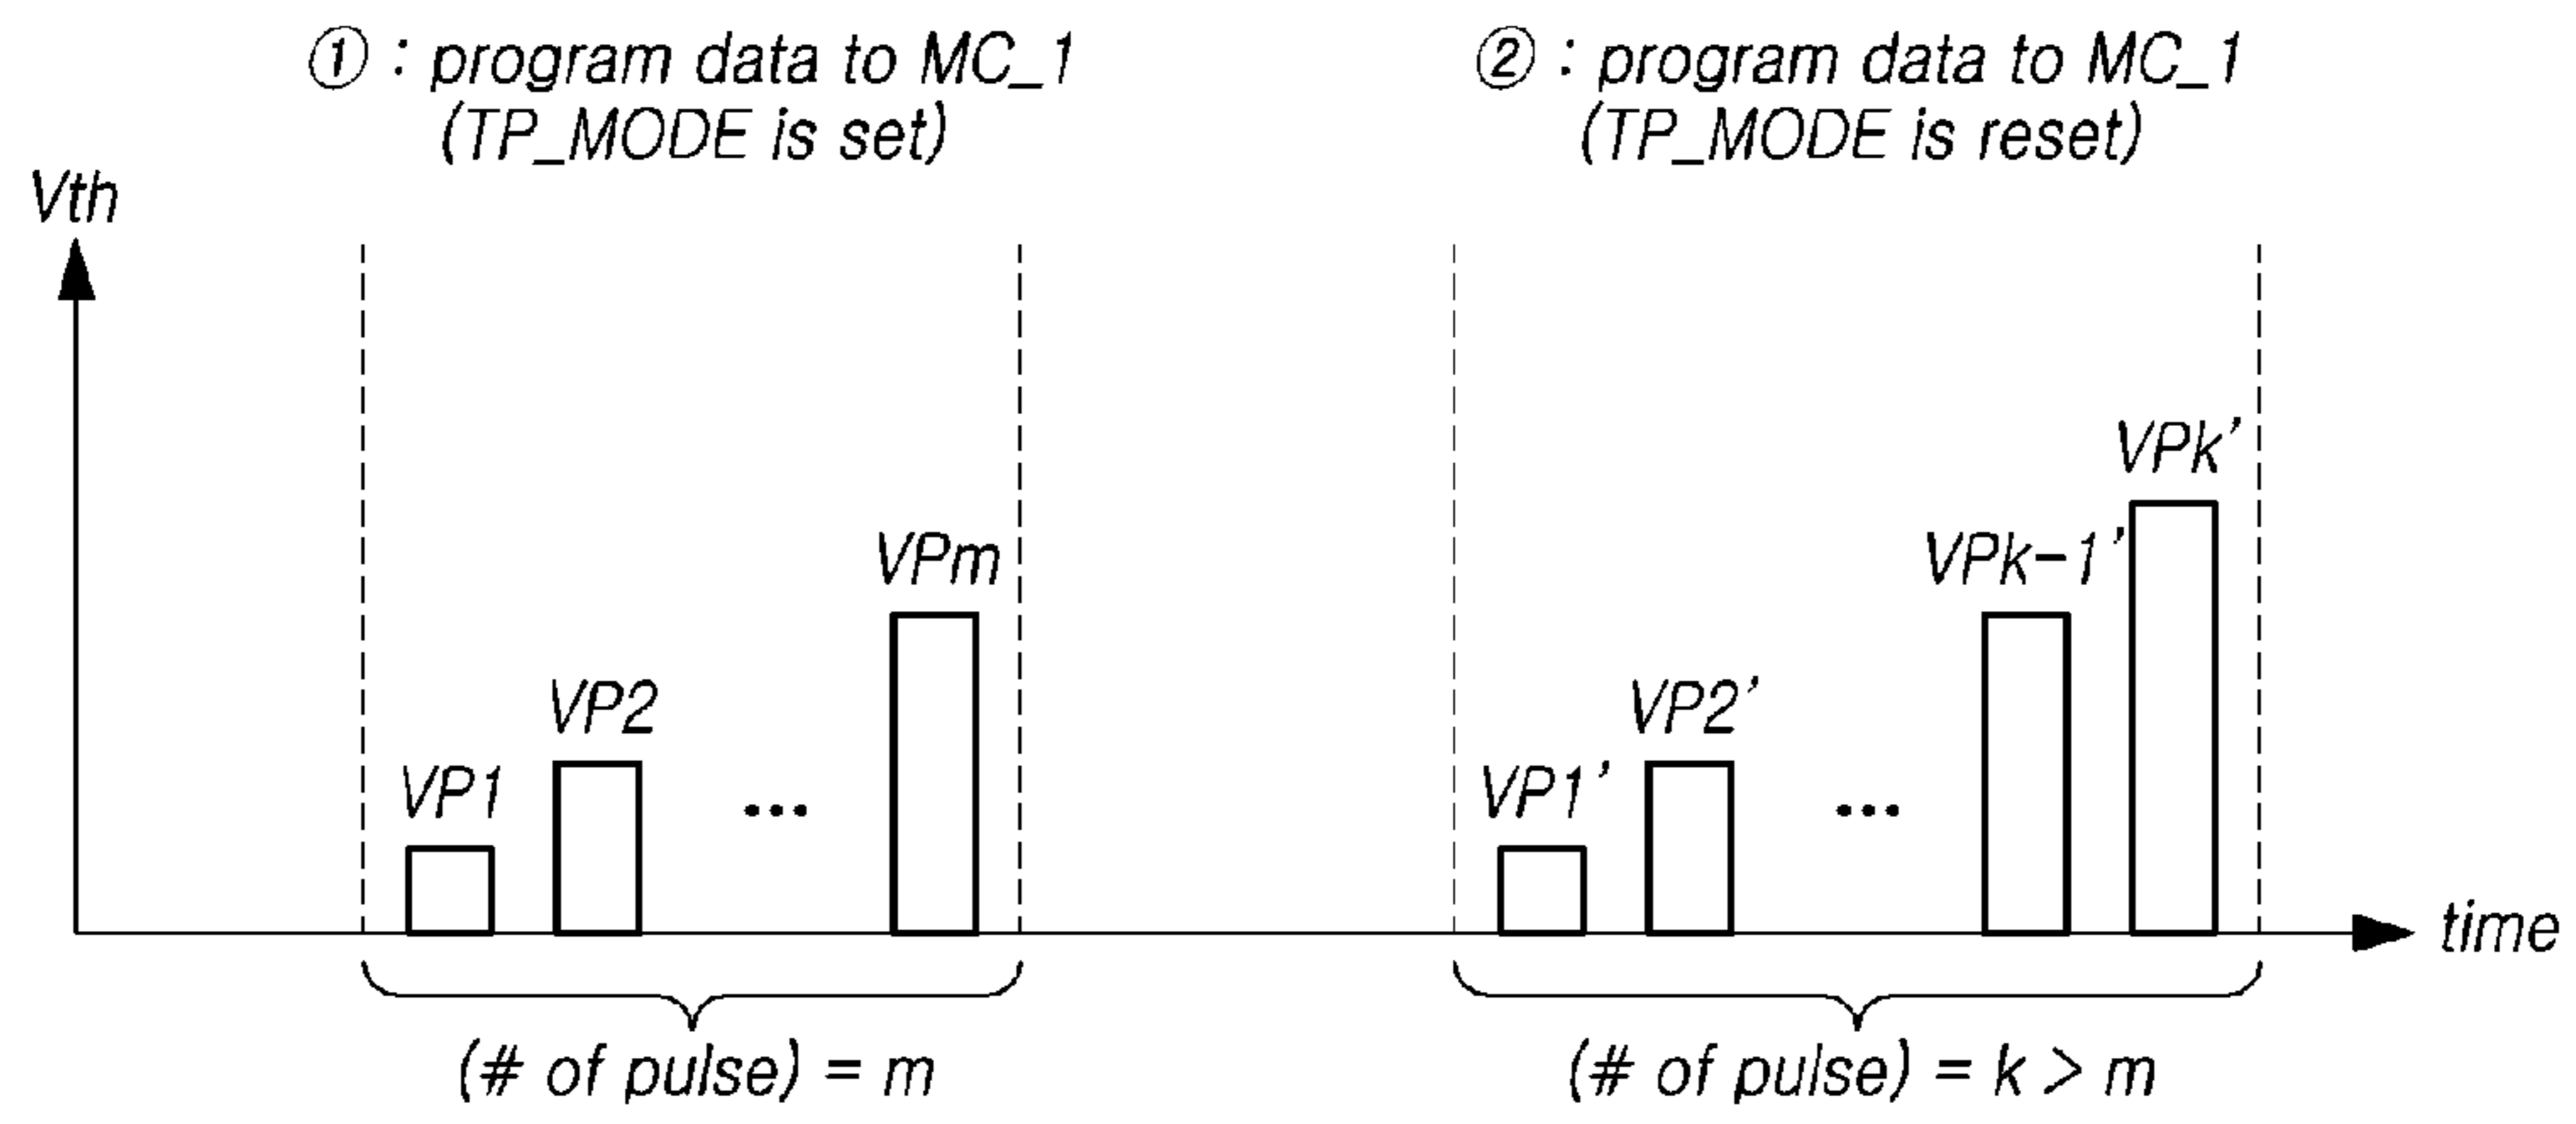 ① : program data to MC_1
(TP_MODE is set)
② : program data to MC_1
(TP_MODE is reset)
Vth
VPk'
VPm
VPk-1'
VP2
VP2'
VP1
VP1'
...
...
time
(# of pulse) = m
(# of pulse) = k > m